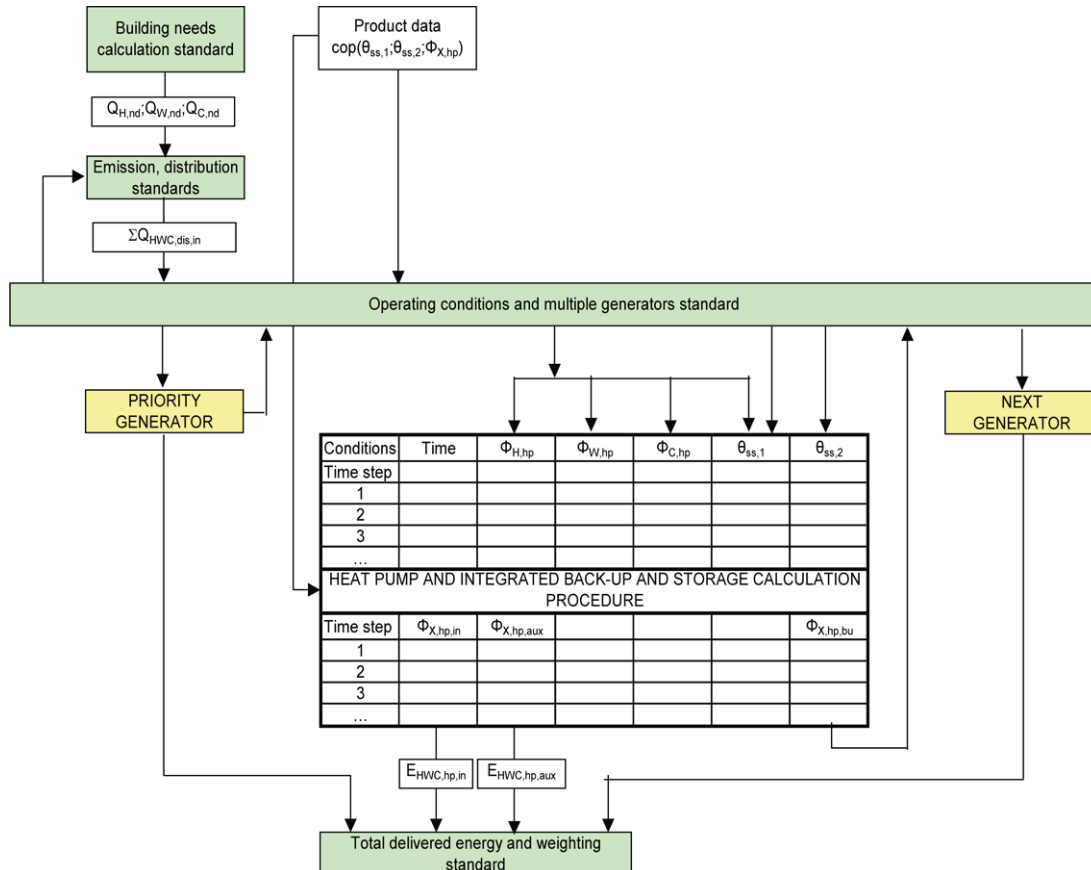 Building needs
calculation standard
Product data
cop(θss,1;θss,2;ΦX,hp)
QH,nd;QW,nd;QC,nd
Emission, distribution
standards
ΣQHWC,dis,in
Operating conditions and multiple generators standard
PRIORITY
GENERATOR
NEXT
GENERATOR
Conditions Time ΦH,hp ΦW,hp ΦC,hp θss,1 θss,2
Time step
1
2
3
...
HEAT PUMP AND INTEGRATED BACK-UP AND STORAGE CALCULATION
PROCEDURE
Time step ΦX,hp,in ΦX,hp,aux ΦX,hp,bu
1
2
3
...
EHWC,hp,in EHWC,hp,aux
Total delivered energy and weighting
standard